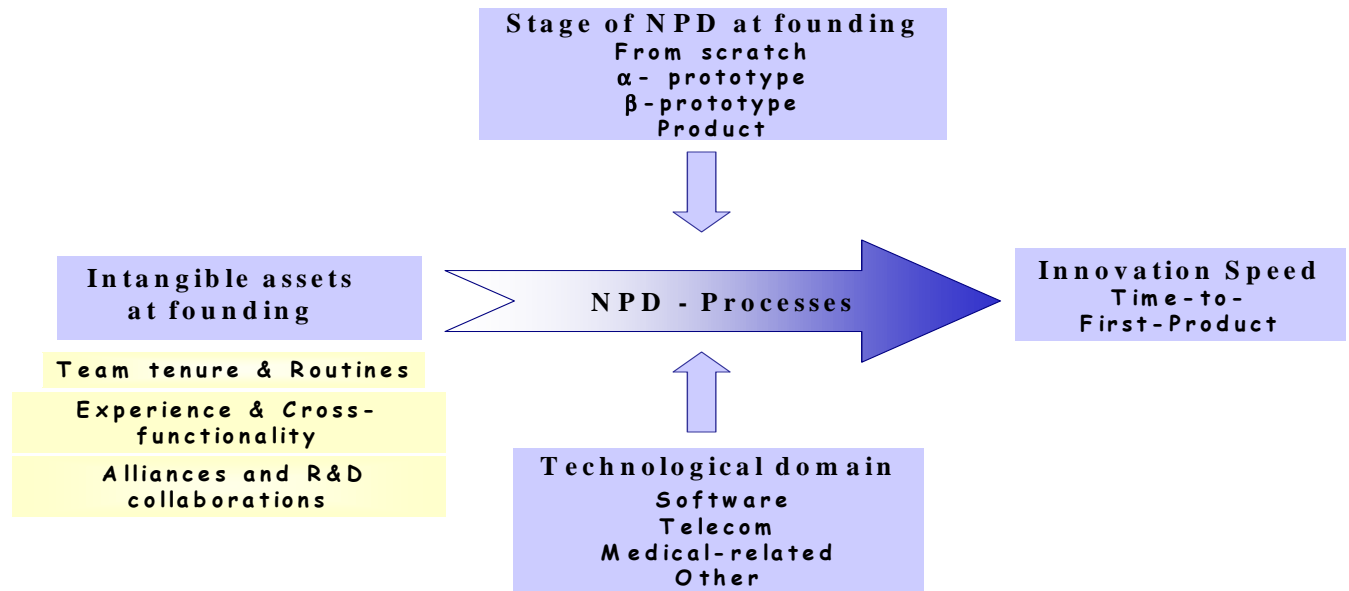 Stage of NPD at founding
From scratch
α- prototype
β-prototype
Product
Intangible assets
at founding
Team tenure & Routines
Experience & Cross-
functionality
Alliances and R&D
collaborations
NPD - Processes
Innovation Speed
Time-to-
First-Product
Technological domain
Software
Telecom
Medical-related
Other